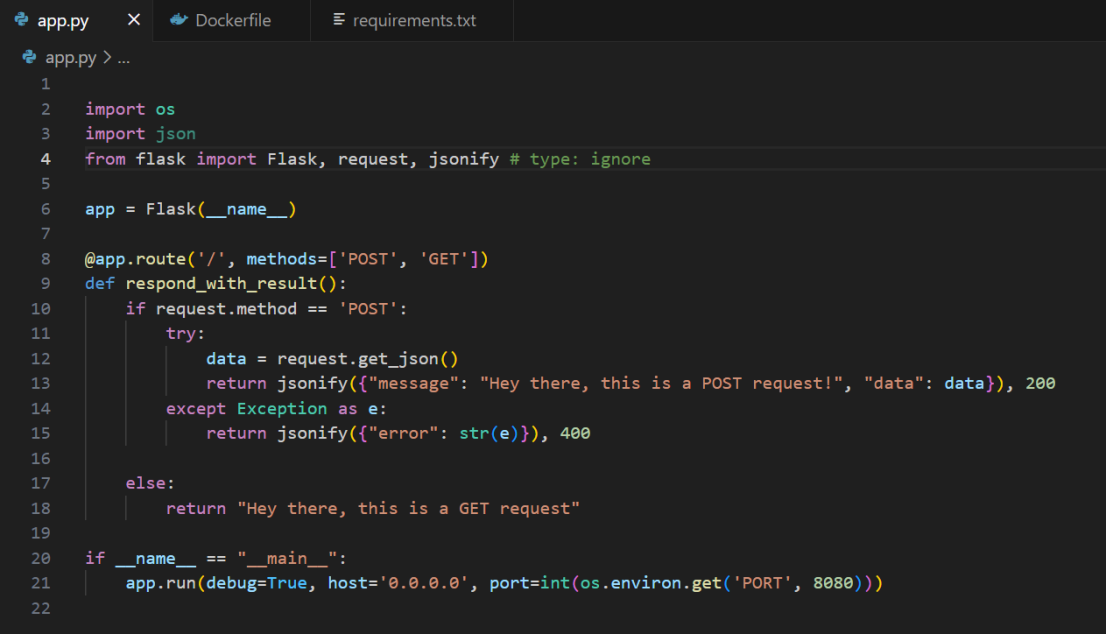 app.py × Dockerfile requirements.txt
app.py > ...
1
2 import os
3 import json
4 from flask import Flask, request, jsonify # type: ignore
5
6 app = Flask(__name__)
7
8 @app.route('/', methods=['POST', 'GET'])
9 def respond_with_result():
10     if request.method == 'POST':
11         try:
12             data = request.get_json()
13             return jsonify({"message": "Hey there, this is a POST request!", "data": data}), 200
14         except Exception as e:
15             return jsonify({"error": str(e)}), 400
16
17     else:
18         return "Hey there, this is a GET request"
19
20 if __name__ == "__main__":
21     app.run(debug=True, host='0.0.0.0', port=int(os.environ.get('PORT', 8080)))
22